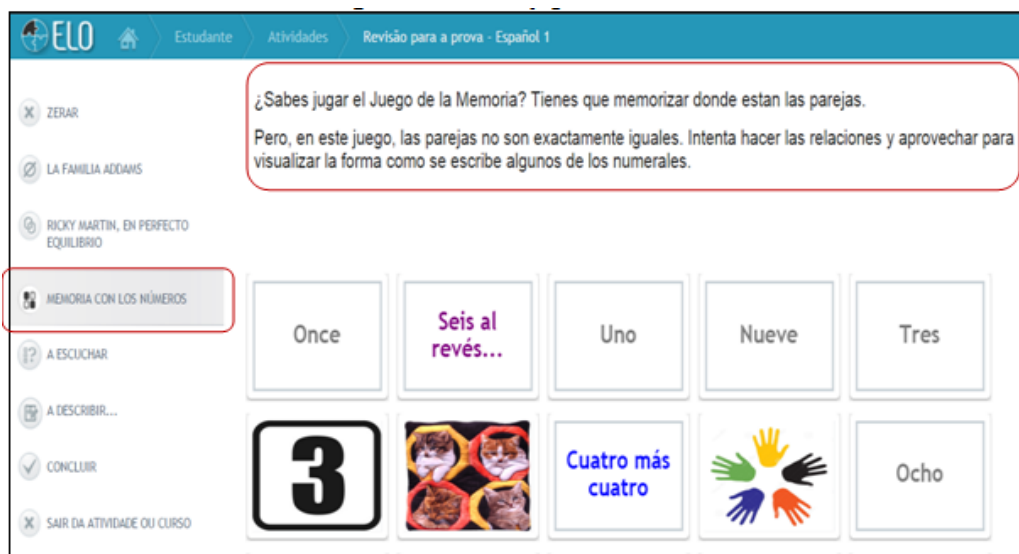 ELO
Estudante
Atividades
Revisão para a prova - Español 1
ZERAR
LA FAMILIA ADDAMS
RICKY MARTIN, EN PERFECTO
EQUILIBRIO
MEMORIA CON LOS NÚMEROS
A ESCUCHAR
A DESCRIBIR...
CONCLUIR
SAIR DA ATIVIDADE OU CURSO
¿Sabes jugar el Juego de la Memoria? Tienes que memorizar donde estan las parejas.
Pero, en este juego, las parejas no son exactamente iguales. Intenta hacer las relaciones y aprovechar para
visualizar la forma como se escribe algunos de los numerales.
Once
Seis al
revés...
Uno
Nueve
Tres
3
Cuatro más
cuatro
Ocho